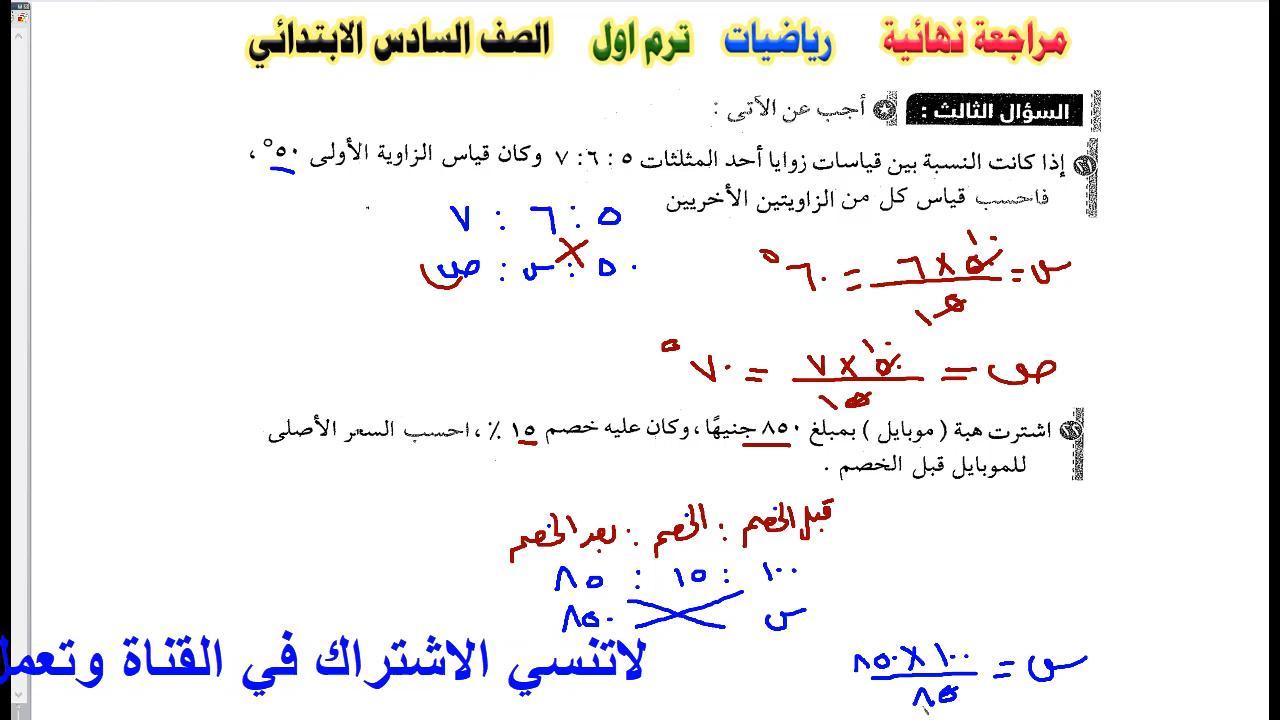 مراجعة نهائية رياضيات ترم اول الصف السادس الابتدائي
السؤال الثالث : أجب عن الآتى :
إذا كانت النسبة بين قياسات زوايا أحد المثلثات ٥ : ٦ : ٧ وكان قياس الزاوية الأولى ٥٠° ،
فاحسب قياس كل من الزاويتين الأخريين
٥ : ٦ : ٧
٥٠ : س : ص
س = ٥٠ × ٦ / ٥ = ٦٠°
ص = ٥٠ × ٧ / ٥ = ٧٠°
اشترت هبة ( موبايل ) بمبلغ ٨٥٠ جنيهًا ، وكان عليه خصم ١٥ ٪ ، احسب السعر الأصلى
للموبايل قبل الخصم .
قبل الخصم : الخصم : بعد الخصم
١٠٠ : ١٥ : ٨٥
س ٨٥٠
س = ١٠٠ × ٨٥٠ / ٨٥
لاتنسي الاشتراك في القناة